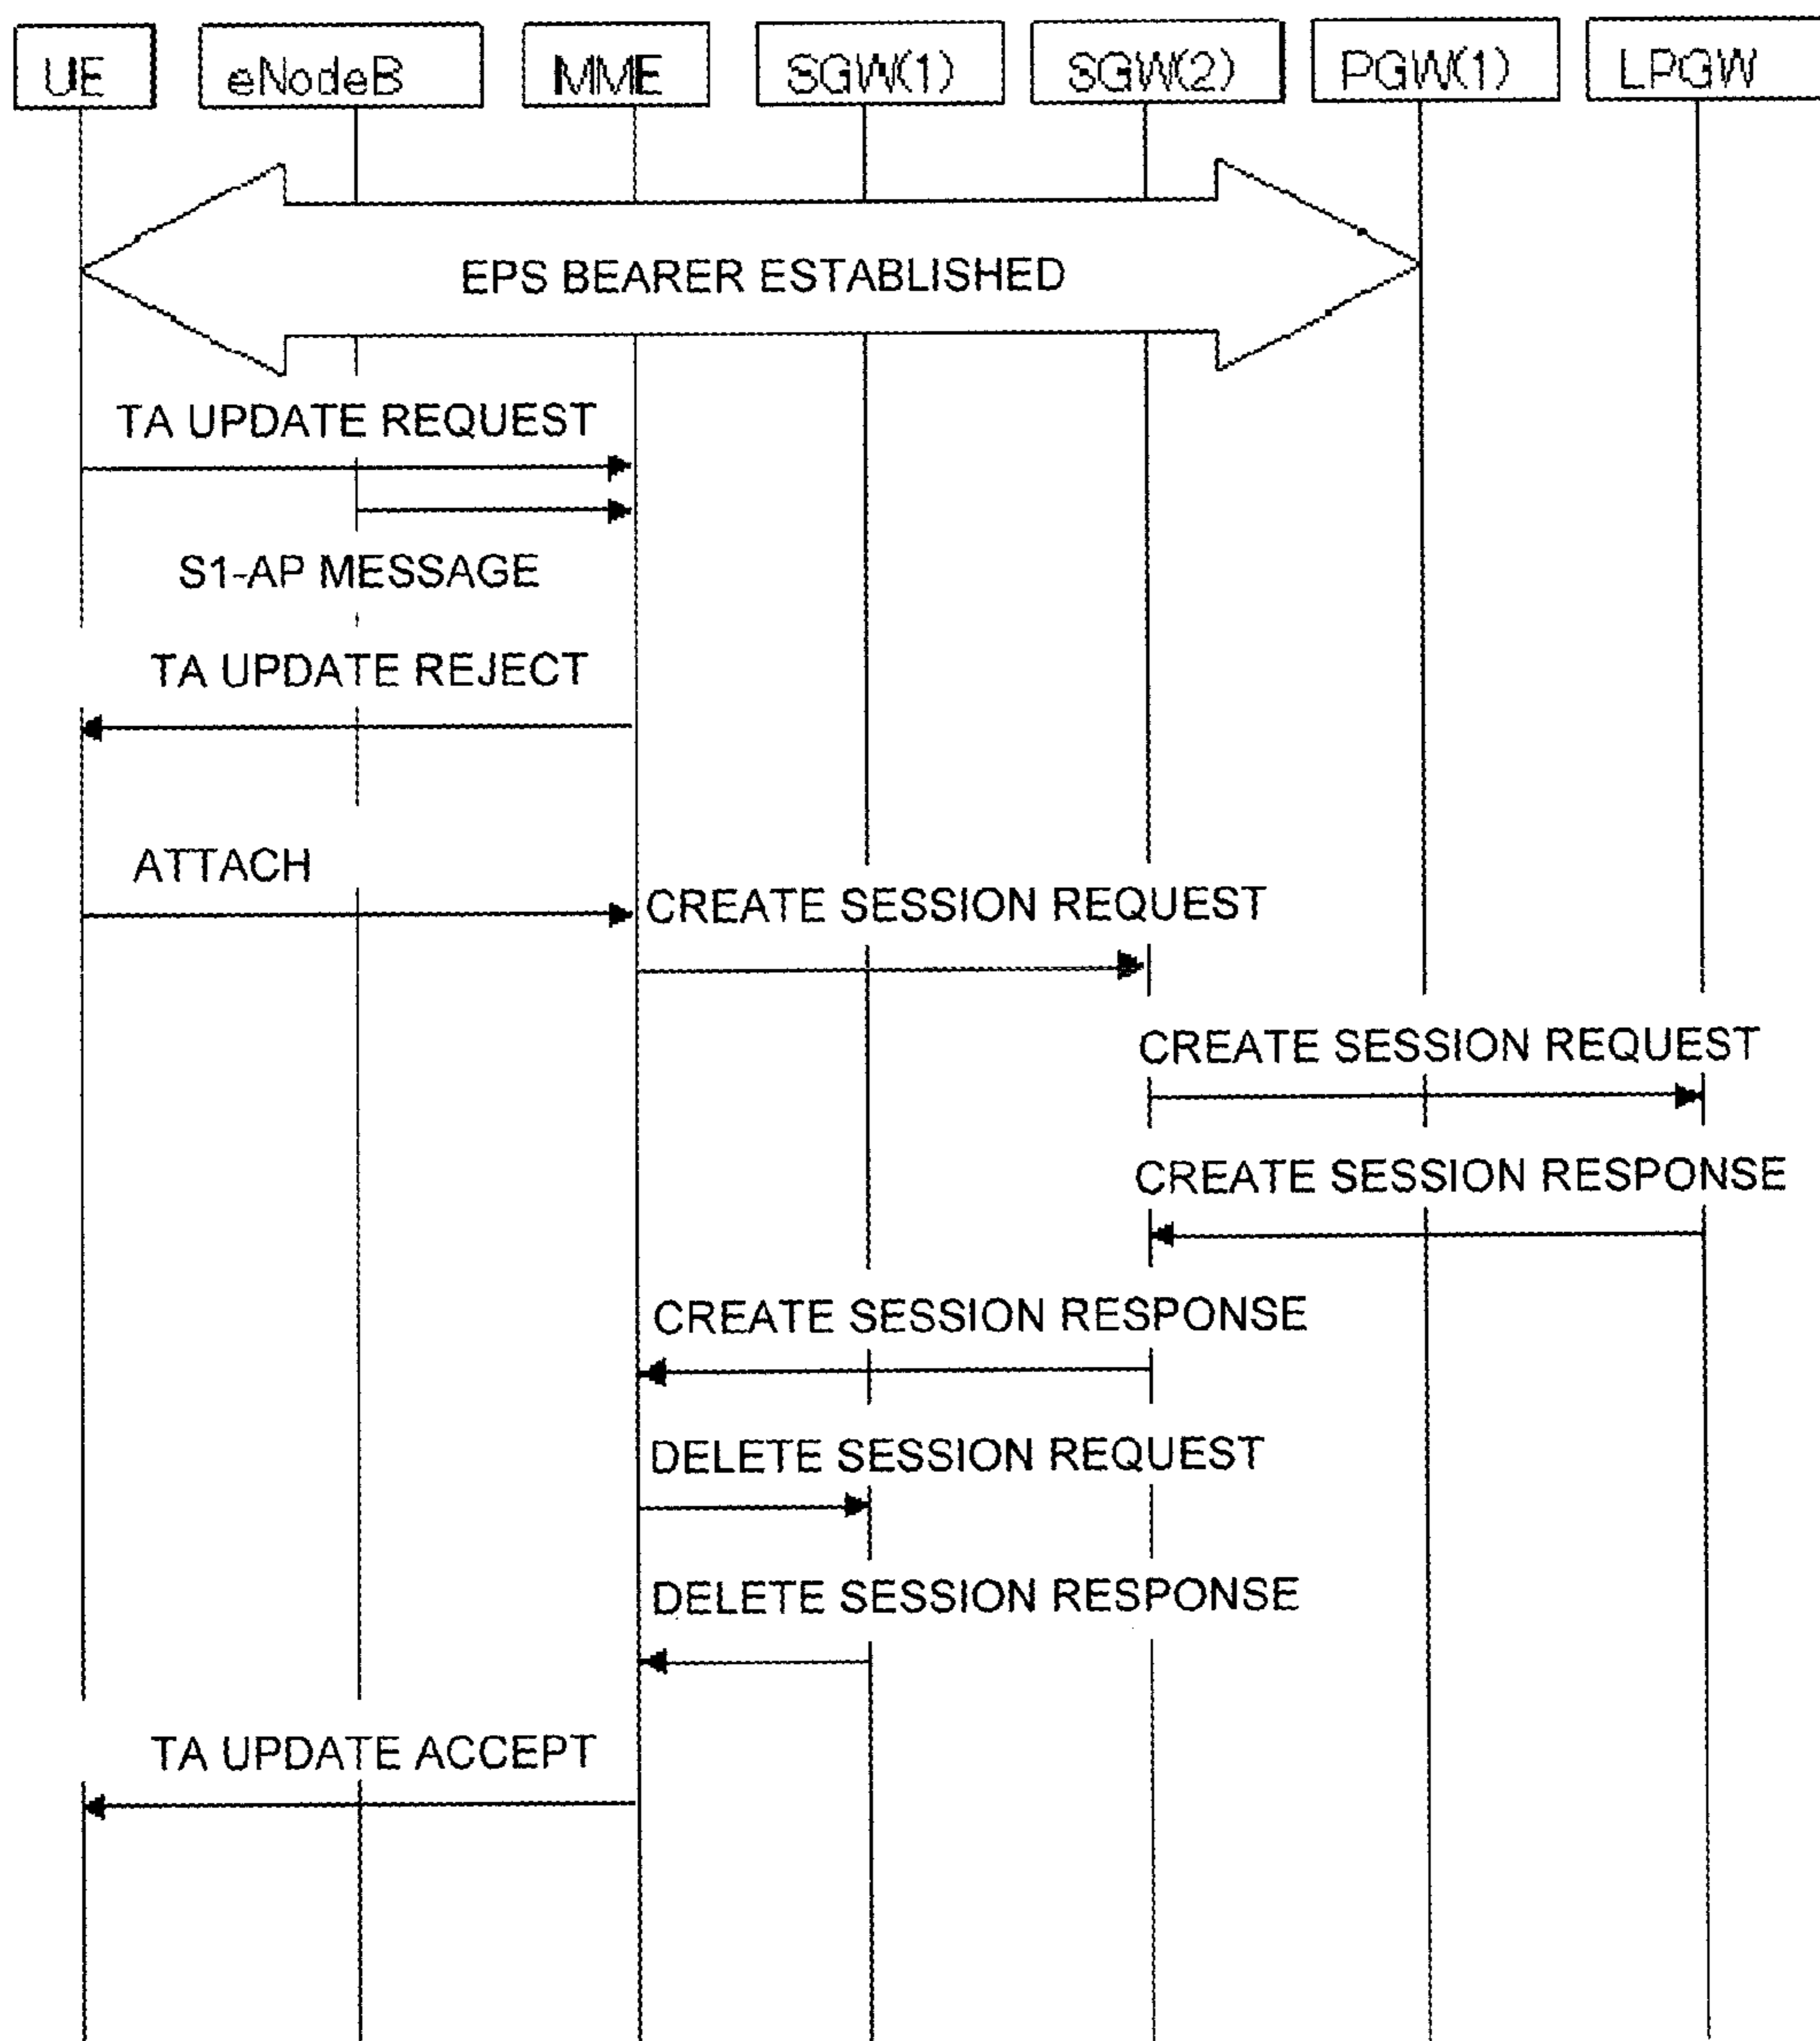 UE eNodeB MME SGW(1) SGW(2) PGW(1) LPGW
EPS BEARER ESTABLISHED
TA UPDATE REQUEST
S1-AP MESSAGE
TA UPDATE REJECT
ATTACH
CREATE SESSION REQUEST
CREATE SESSION REQUEST
CREATE SESSION RESPONSE
CREATE SESSION RESPONSE
DELETE SESSION REQUEST
DELETE SESSION RESPONSE
TA UPDATE ACCEPT